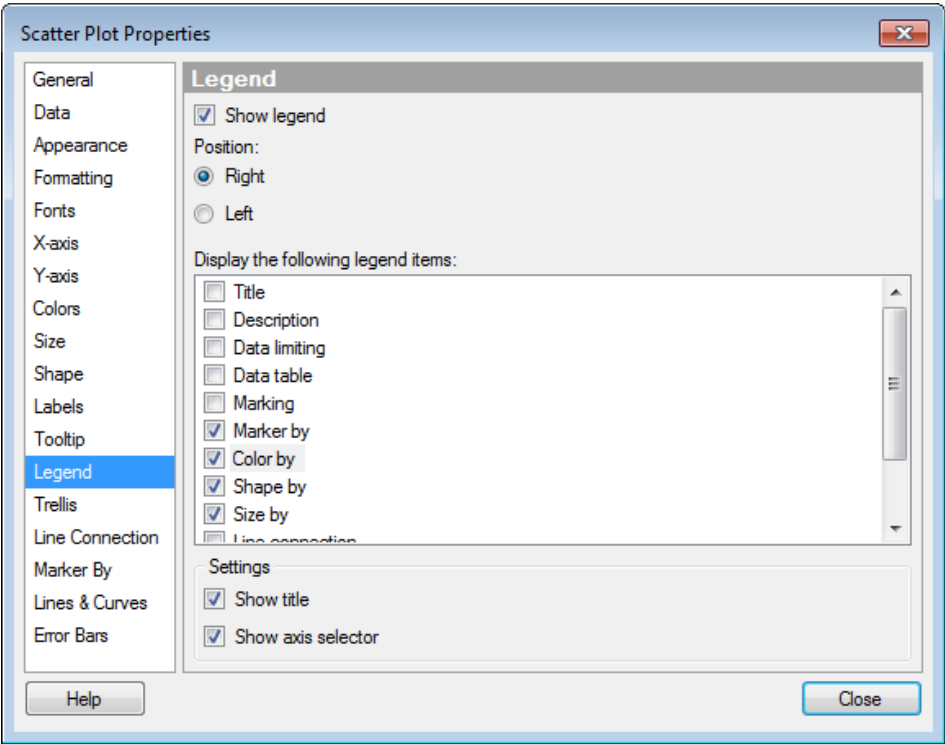 Scatter Plot Properties
General
Data
Appearance
Formatting
Fonts
X-axis
Y-axis
Colors
Size
Shape
Labels
Tooltip
Legend
Trellis
Line Connection
Marker By
Lines & Curves
Error Bars
Legend
Show legend
Position:
Right
Left
Display the following legend items:
Title
Description
Data limiting
Data table
Marking
Marker by
Color by
Shape by
Size by
Line connection
Settings
Show title
Show axis selector
Help
Close